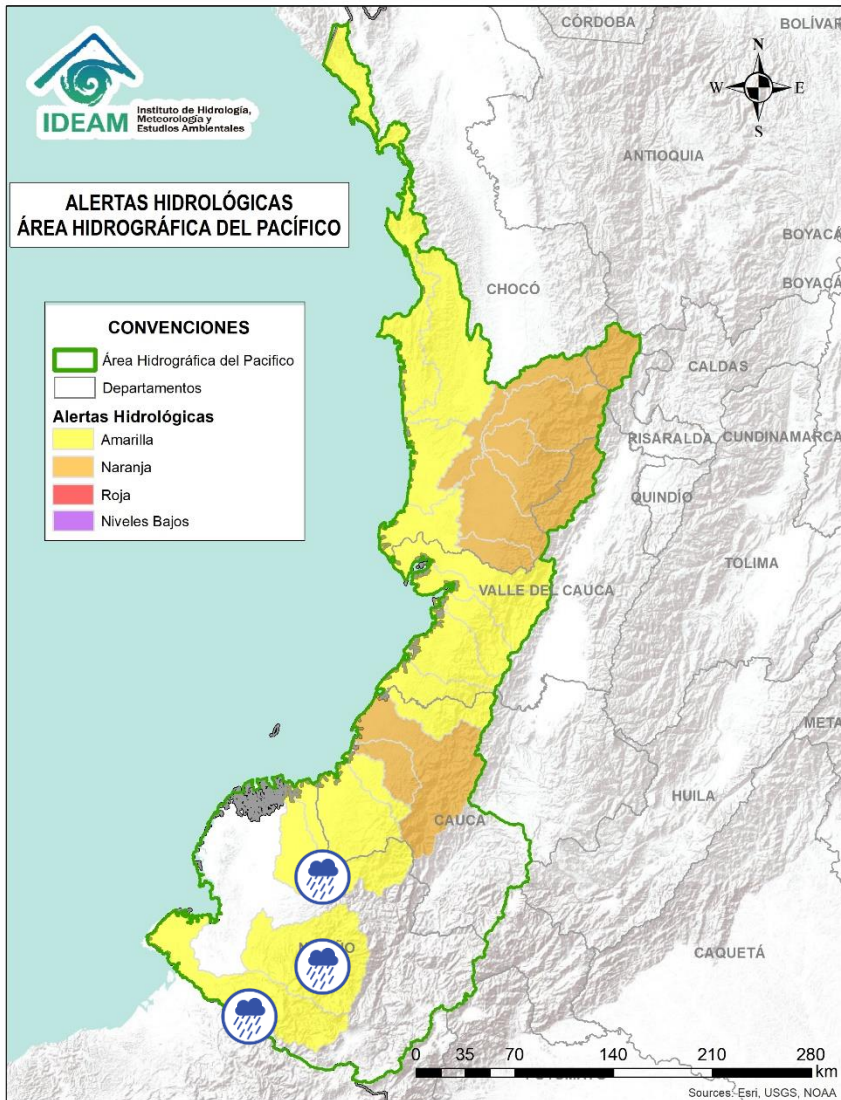 IDEAM
Instituto de Hidrología,
Meteorología y
Estudios Ambientales
ALERTAS HIDROLÓGICAS
ÁREA HIDROGRÁFICA DEL PACÍFICO
CONVENCIONES
Área Hidrográfica del Pacifico
Departamentos
Alertas Hidrológicas
Amarilla
Naranja
Roja
Niveles Bajos
N
W
E
S
CÓRDOBA
BOLÍVAR
ANTIOQUIA
BOYACÁ
BOYACÁ
CHOCÓ
CALDAS
RISARALDA
CUNDINAMARCA
QUINDÍO
TOLIMA
VALLE DEL CAUCA
META
HUILA
CAUCA
CAQUETÁ
0 35 70 140 210 280
km
Sources: Esri, USGS, NOAA